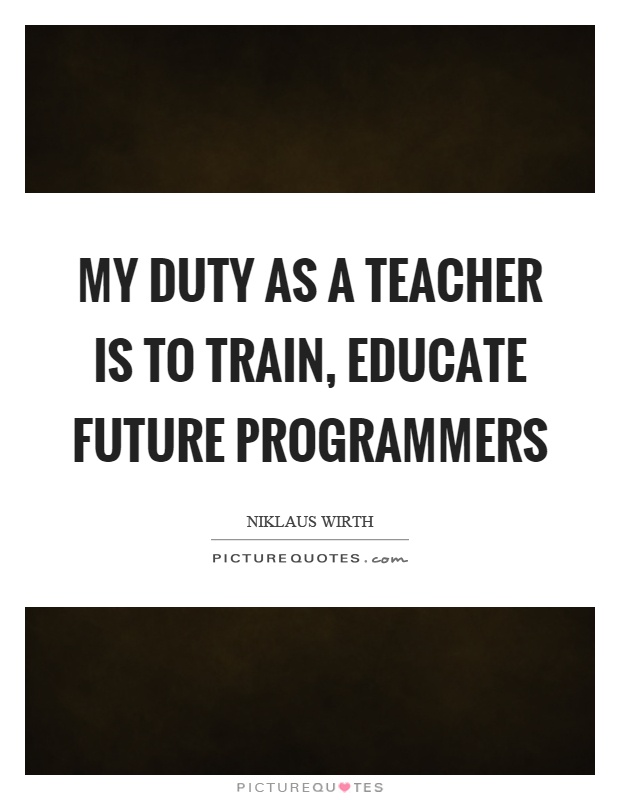 MY DUTY AS A TEACHER
IS TO TRAIN, EDUCATE
FUTURE PROGRAMMERS
NIKLAUS WIRTH
PICTUREQUOTES.com
PICTUREQUOTES